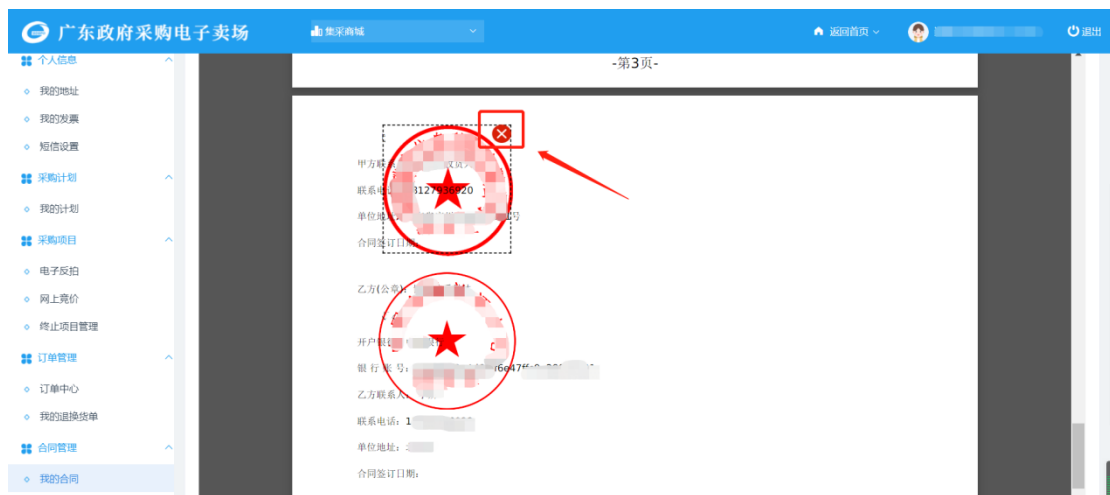 广东政府采购电子卖场
集采商城
返回首页
退出
个人信息
我的地址
我的发票
短信设置
采购计划
我的计划
采购项目
电子反拍
网上竞价
终止项目管理
订单管理
订单中心
我的退换货单
合同管理
我的合同
-第3页-
甲方联
联系电
单位地
号
合同签订日期:
乙方(公章):
开户银
银行账号:
乙方联系人:
联系电话: 1
单位地址:
合同签订日期: